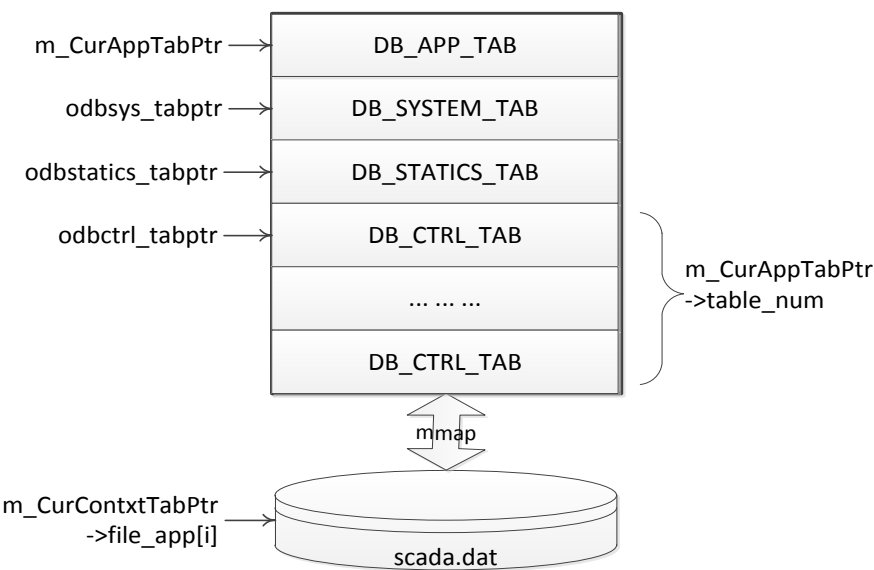 m_CurAppTabPtr
DB_APP_TAB
odbsys_tabptr
DB_SYSTEM_TAB
odbstatics_tabptr
DB_STATICS_TAB
odbctrl_tabptr
DB_CTRL_TAB
... ... ...
DB_CTRL_TAB
m_CurAppTabPtr
->table_num
mmap
m_CurContxtTabPtr
->file_app[i]
scada.dat